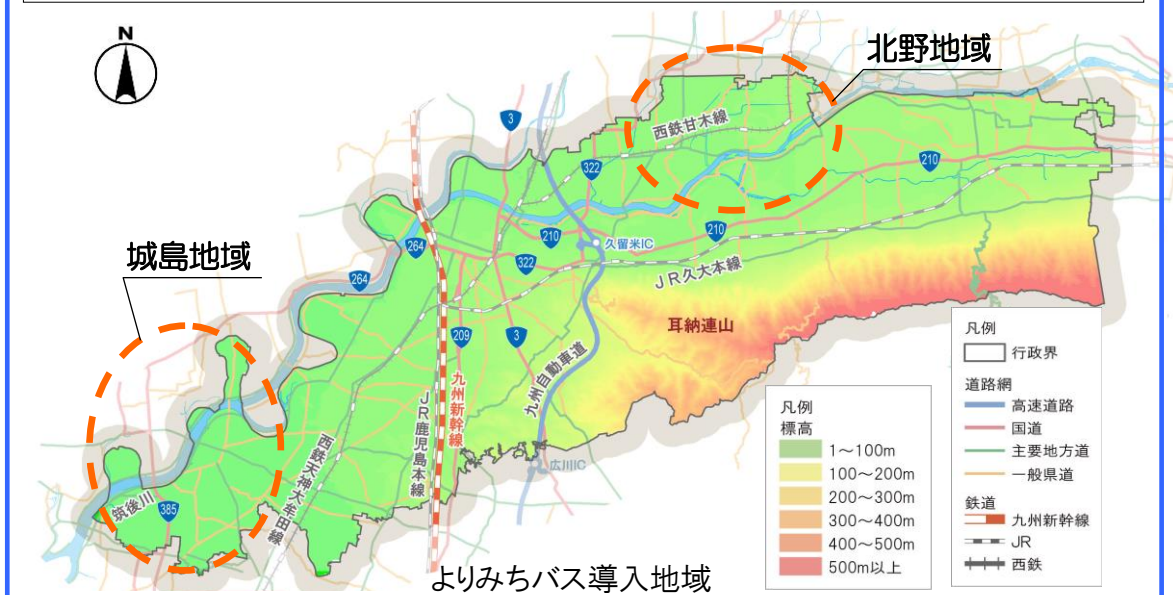 N
北野地域
3
西鉄甘木線
322
210
久留米IC
210
210
322
JR久大本線
264
264
城島地域
耳納連山
209
3
九州自動車道
九州新幹線
JR鹿児島本線
西鉄天神大牟田線
広川IC
筑後川
385
よりみちバス導入地域
凡例
標高
1～100m
100～200m
200～300m
300～400m
400～500m
500m以上
凡例
行政界
道路網
高速道路
国道
主要地方道
一般県道
鉄道
九州新幹線
JR
西鉄